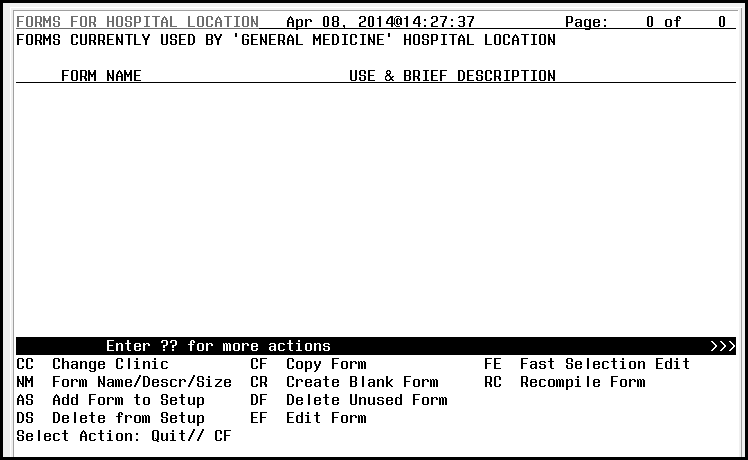 FORMS FOR HOSPITAL LOCATION   Apr 08, 2014@14:27:37          Page:    0 of    0
FORMS CURRENTLY USED BY 'GENERAL MEDICINE' HOSPITAL LOCATION
     FORM NAME                       USE & BRIEF DESCRIPTION
          Enter ?? for more actions                                          >>>
CC  Change Clinic         CF  Copy Form             FE  Fast Selection Edit
NM  Form Name/Descr/Size  CR  Create Blank Form     RC  Recompile Form
AS  Add Form to Setup     DF  Delete Unused Form
DS  Delete from Setup     EF  Edit Form
Select Action: Quit// CF